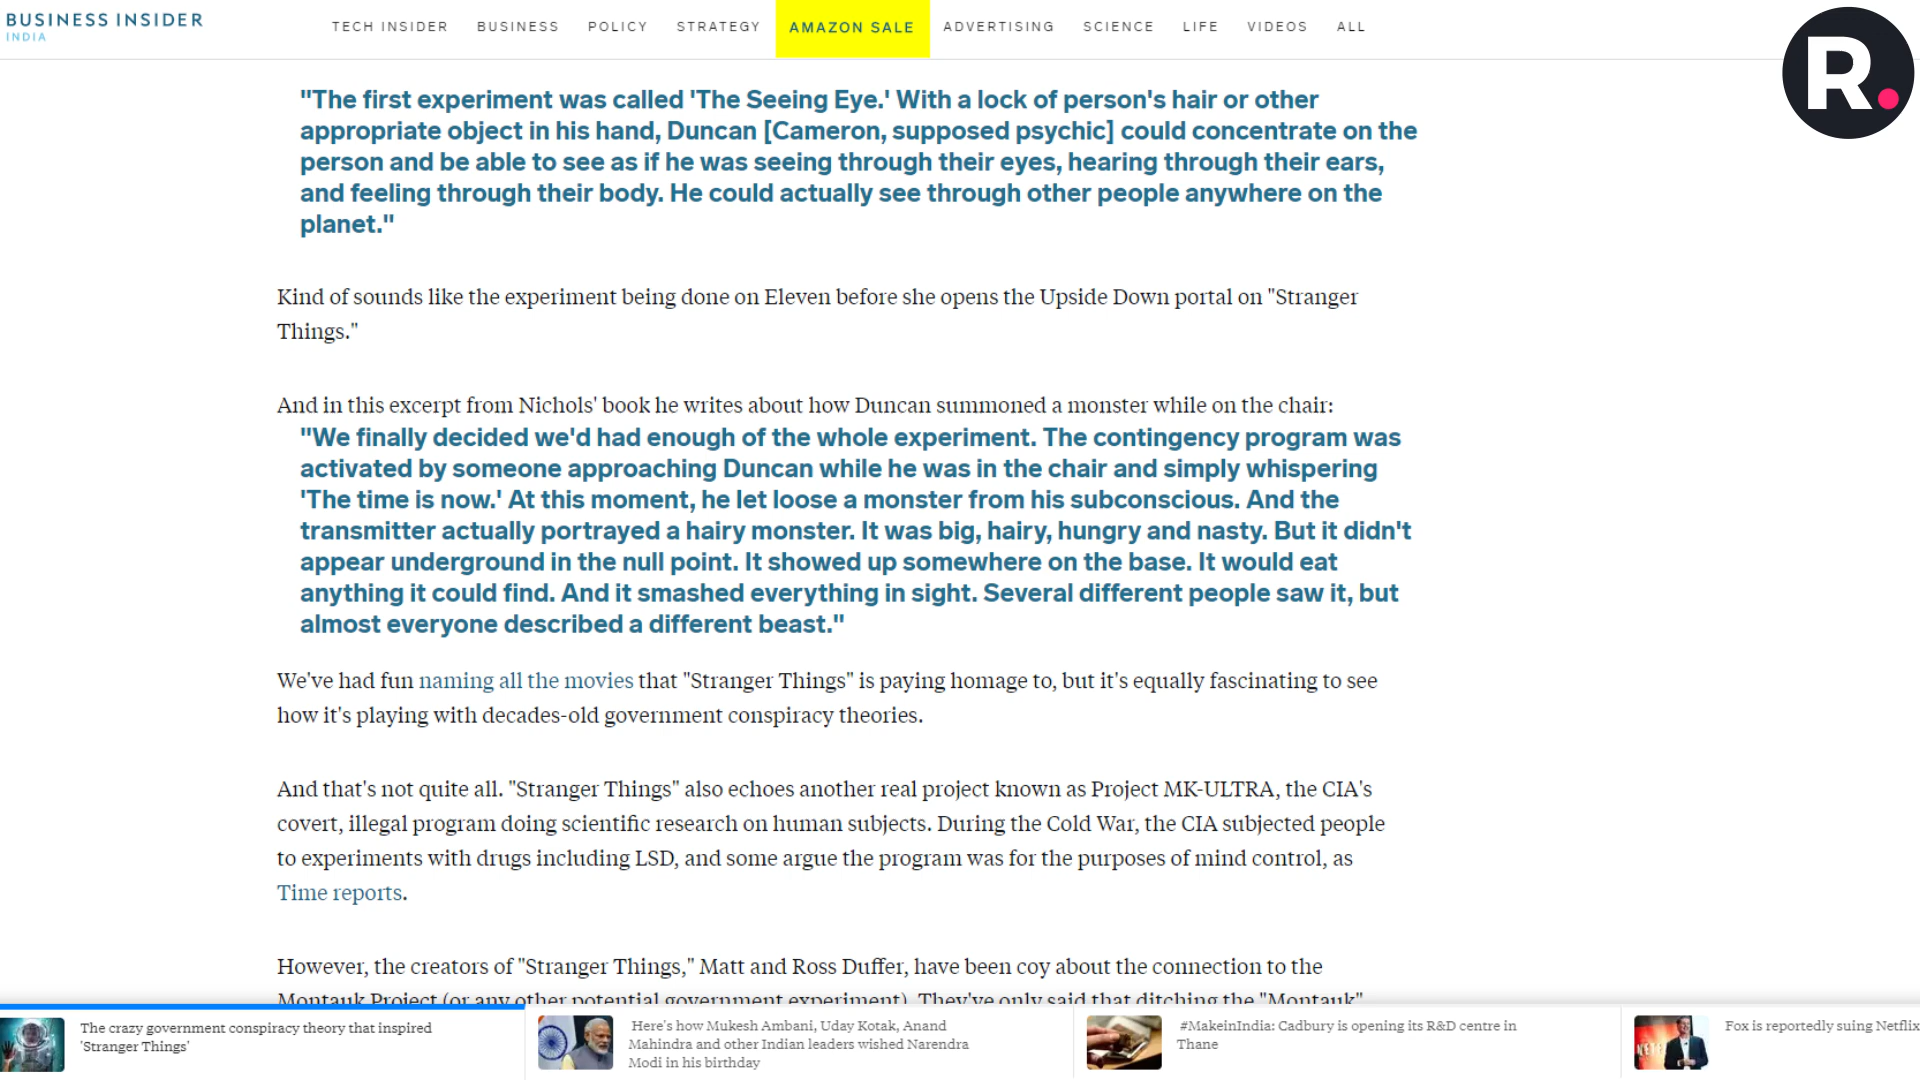 BUSINESS INSIDER
INDIA
TECH INSIDER BUSINESS POLICY STRATEGY AMAZON SALE ADVERTISING SCIENCE LIFE VIDEOS ALL
R.
"The first experiment was called 'The Seeing Eye.' With a lock of person's hair or other
appropriate object in his hand, Duncan [Cameron, supposed psychic] could concentrate on the
person and be able to see as if he was seeing through their eyes, hearing through their ears,
and feeling through their body. He could actually see through other people anywhere on the
planet."
Kind of sounds like the experiment being done on Eleven before she opens the Upside Down portal on "Stranger
Things."
And in this excerpt from Nichols' book he writes about how Duncan summoned a monster while on the chair:
"We finally decided we'd had enough of the whole experiment. The contingency program was
activated by someone approaching Duncan while he was in the chair and simply whispering
'The time is now.' At this moment, he let loose a monster from his subconscious. And the
transmitter actually portrayed a hairy monster. It was big, hairy, hungry and nasty. But it didn't
appear underground in the null point. It showed up somewhere on the base. It would eat
anything it could find. And it smashed everything in sight. Several different people saw it, but
almost everyone described a different beast."
We've had fun naming all the movies that "Stranger Things" is paying homage to, but it's equally fascinating to see
how it's playing with decades-old government conspiracy theories.
And that's not quite all. "Stranger Things" also echoes another real project known as Project MK-ULTRA, the CIA's
covert, illegal program doing scientific research on human subjects. During the Cold War, the CIA subjected people
to experiments with drugs including LSD, and some argue the program was for the purposes of mind control, as
Time reports.
However, the creators of "Stranger Things," Matt and Ross Duffer, have been coy about the connection to the
Montauk Project (or any other potential government experiment). They've only said that ditching the "Montauk"
The crazy government conspiracy theory that inspired
'Stranger Things'
Here's how Mukesh Ambani, Uday Kotak, Anand
Mahindra and other Indian leaders wished Narendra
Modi in his birthday
#MakeinIndia: Cadbury is opening its R&D centre in
Thane
Fox is reportedly suing Netflix